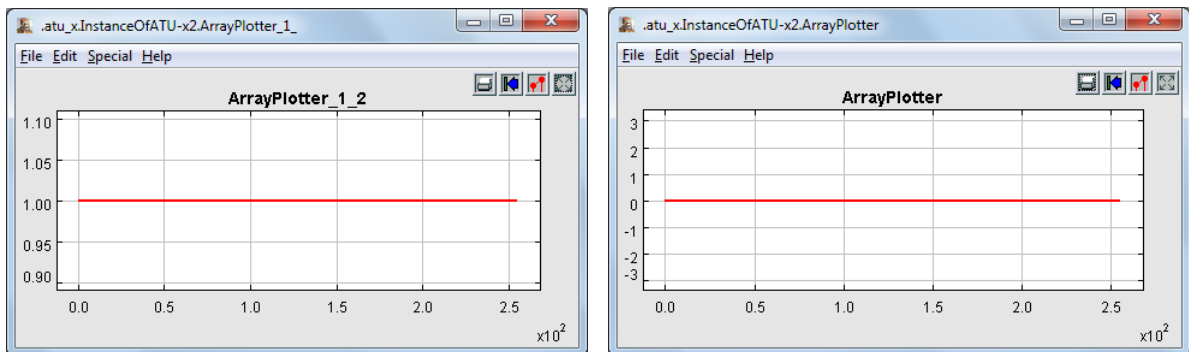 .atu_x.InstanceOfATU-x2.ArrayPlotter_1_
File Edit Special Help
ArrayPlotter_1_2
1.10
1.05
1.00
0.95
0.90
0.0 0.5 1.0 1.5 2.0 2.5
x10^2
.atu_x.InstanceOfATU-x2.ArrayPlotter
File Edit Special Help
ArrayPlotter
3
2
1
0
-1
-2
-3
0.0 0.5 1.0 1.5 2.0 2.5
x10^2